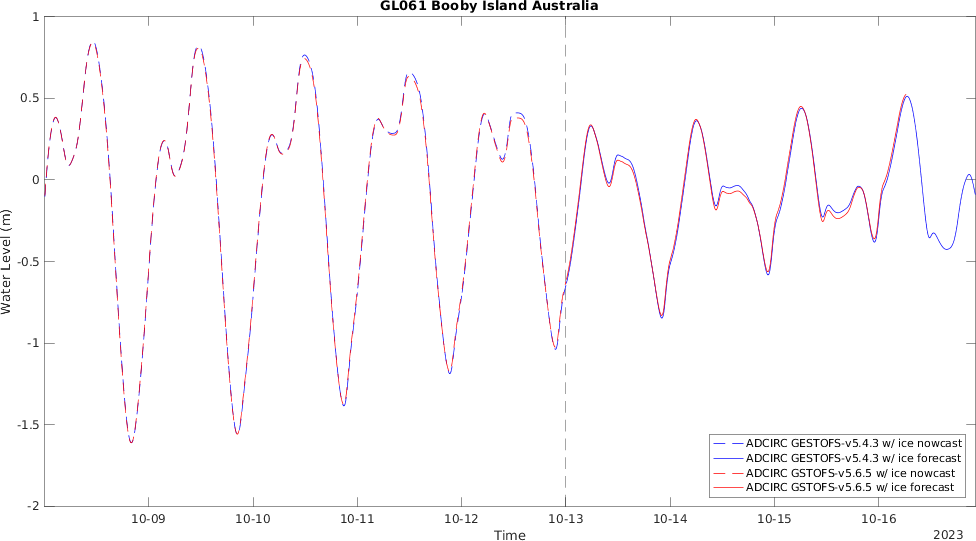 GL061 Booby Island Australia
1
0.5
0
-0.5
-1
-1.5
-2
Water Level (m)
10-09 10-10 10-11 10-12 10-13 10-14 10-15 10-16
Time
2023
ADCIRC GESTOFS-v5.4.3 w/ ice nowcast
ADCIRC GESTOFS-v5.4.3 w/ ice forecast
ADCIRC GSTOFS-v5.6.5 w/ ice nowcast
ADCIRC GSTOFS-v5.6.5 w/ ice forecast